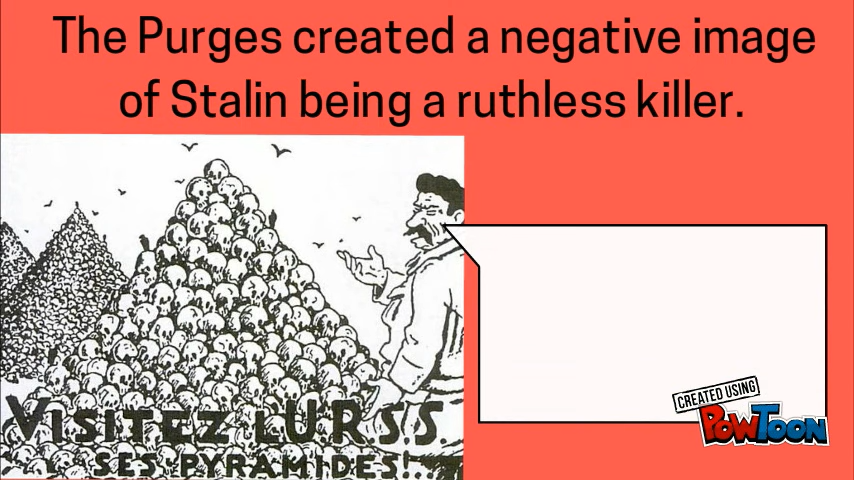 The Purges created a negative image
of Stalin being a ruthless killer.
VISITEZ L'U.R.S.S.
SES PYRAMIDES!..
CREATED USING
POWTOON